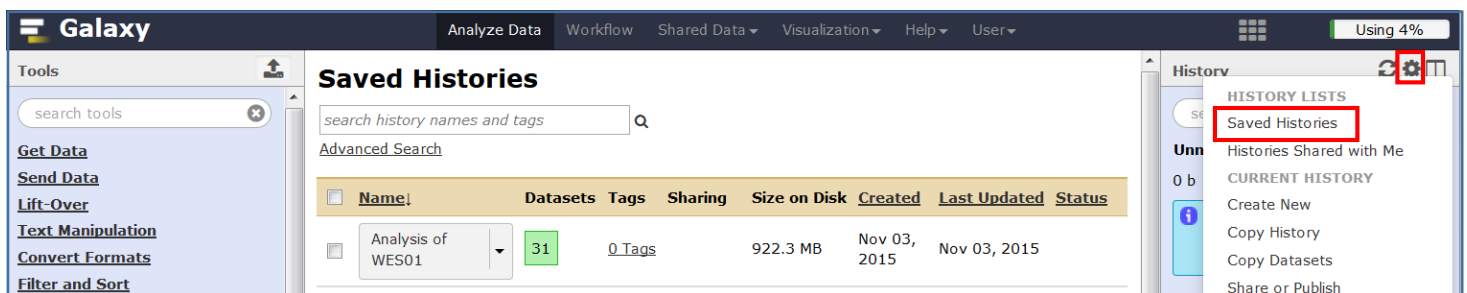 Galaxy
Analyze Data Workflow Shared Data Visualization Help User
Using 4%
Tools
search tools
Get Data
Send Data
Lift-Over
Text Manipulation
Convert Formats
Filter and Sort
Saved Histories
search history names and tags
Advanced Search
Name↓ Datasets Tags Sharing Size on Disk Created Last Updated Status
Analysis of
WES01
31 0 Tags 922.3 MB Nov 03,
2015
Nov 03, 2015
History
se
Unn
0 b
HISTORY LISTS
Saved Histories
Histories Shared with Me
CURRENT HISTORY
Create New
Copy History
Copy Datasets
Share or Publish